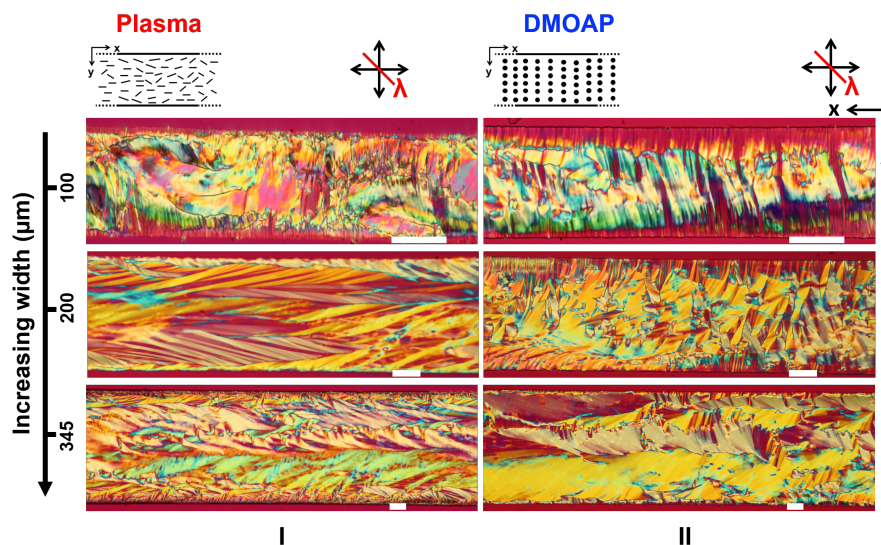 Plasma
DMOAP
x
y
λ
x
y
λ
x
Increasing width (µm)
100
200
345
I
II